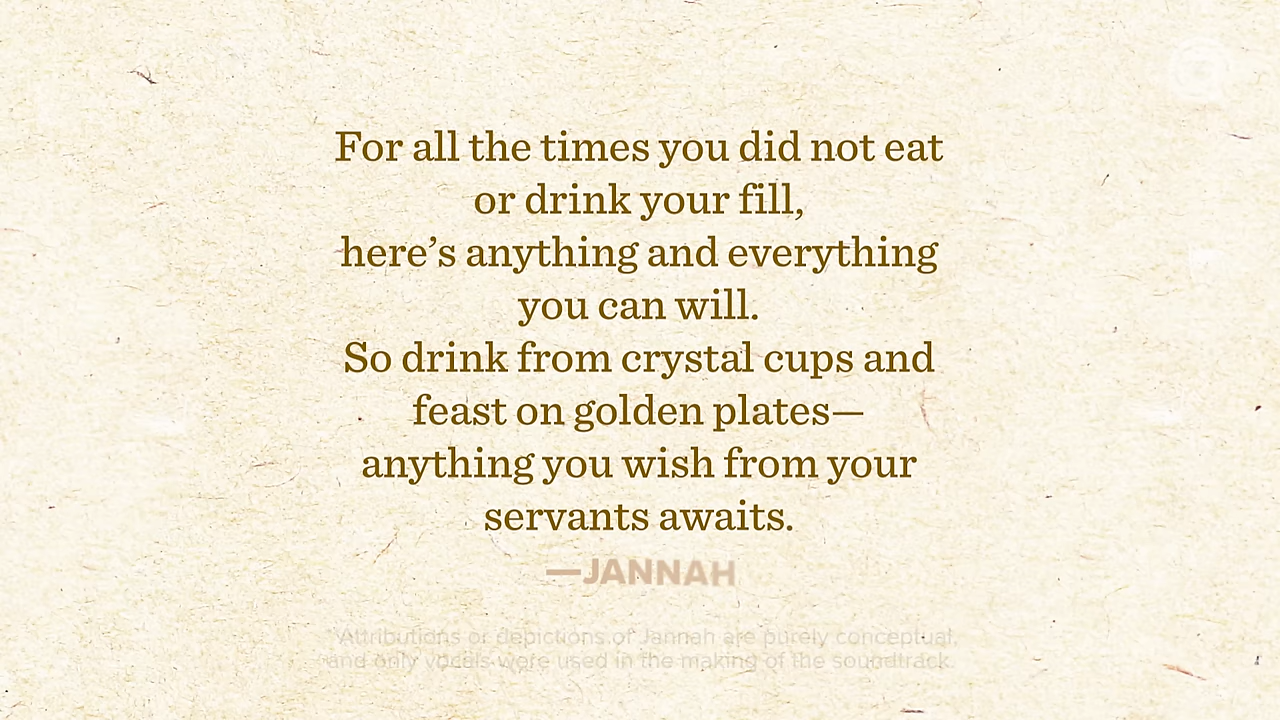 For all the times you did not eat
or drink your fill,
here’s anything and everything
you can will.
So drink from crystal cups and
feast on golden plates—
anything you wish from your
servants awaits.
—JANNAH
*Attributions or depictions of Jannah are purely conceptual,
and only vocals were used in the making of the soundtrack.